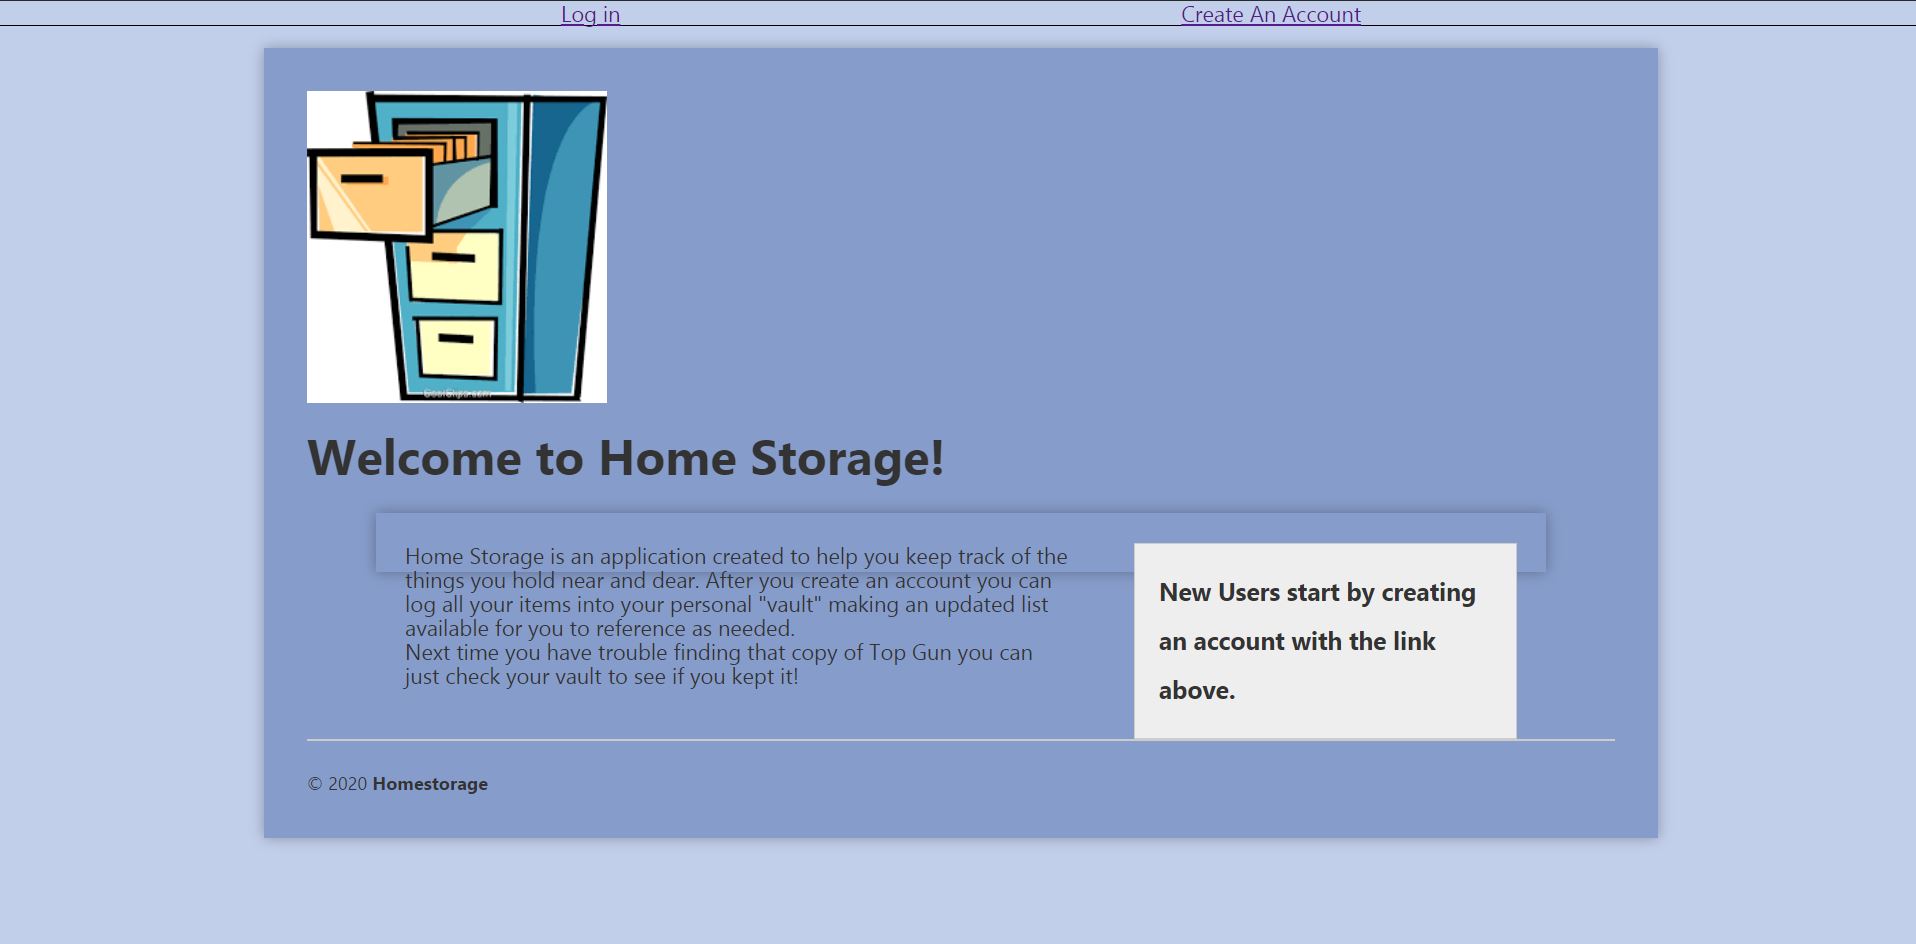 Log in
Create An Account
CoolClips.com
Welcome to Home Storage!
Home Storage is an application created to help you keep track of the
things you hold near and dear. After you create an account you can
log all your items into your personal "vault" making an updated list
available for you to reference as needed.
Next time you have trouble finding that copy of Top Gun you can
just check your vault to see if you kept it!
New Users start by creating
an account with the link
above.
© 2020 Homestorage